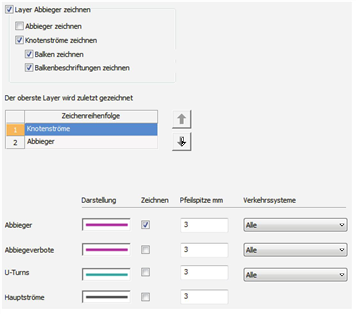 Layer Abbieger zeichnen
Abbieger zeichnen
Knotenströme zeichnen
Balken zeichnen
Balkenbeschriftungen zeichnen
Der oberste Layer wird zuletzt gezeichnet
Zeichenreihenfolge
1 Knotenströme
2 Abbieger
Darstellung Zeichnen Pfeilspitze mm Verkehrssysteme
Abbieger 3 Alle
Abbiegeverbote 3 Alle
U-Turns 3 Alle
Hauptströme 3